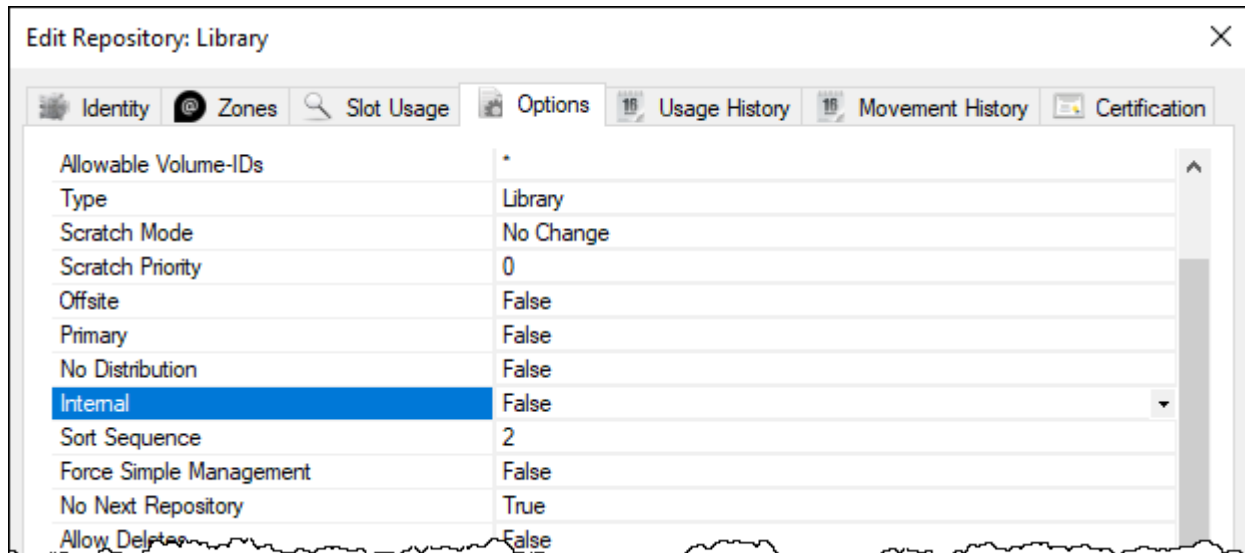 Edit Repository: Library
Identity Zones Slot Usage Options Usage History Movement History Certification
Allowable Volume-IDs *
Type Library
Scratch Mode No Change
Scratch Priority 0
Offsite False
Primary False
No Distribution False
Internal False
Sort Sequence 2
Force Simple Management False
No Next Repository True
Allow Deletes False